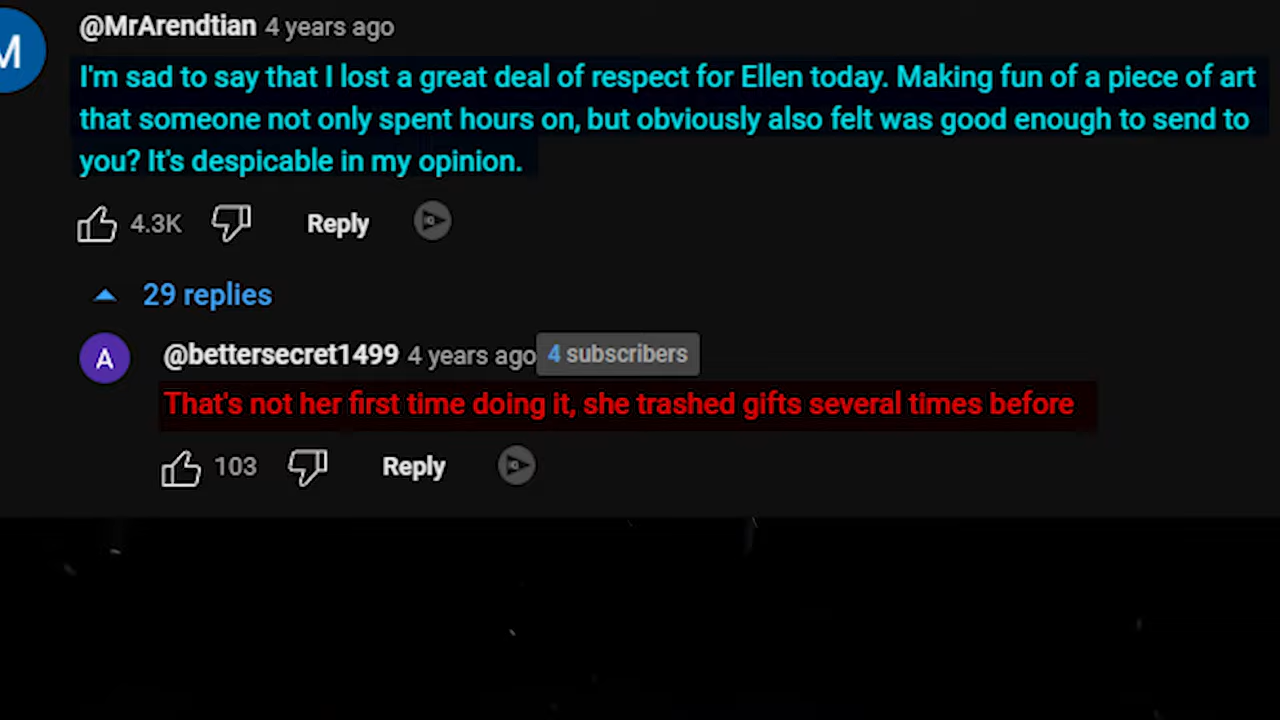 M
@MrArendtian 4 years ago
I'm sad to say that I lost a great deal of respect for Ellen today. Making fun of a piece of art
that someone not only spent hours on, but obviously also felt was good enough to send to
you? It's despicable in my opinion.
4.3K Reply
29 replies
A
@bettersecret1499 4 years ago 4 subscribers
That's not her first time doing it, she trashed gifts several times before
103 Reply